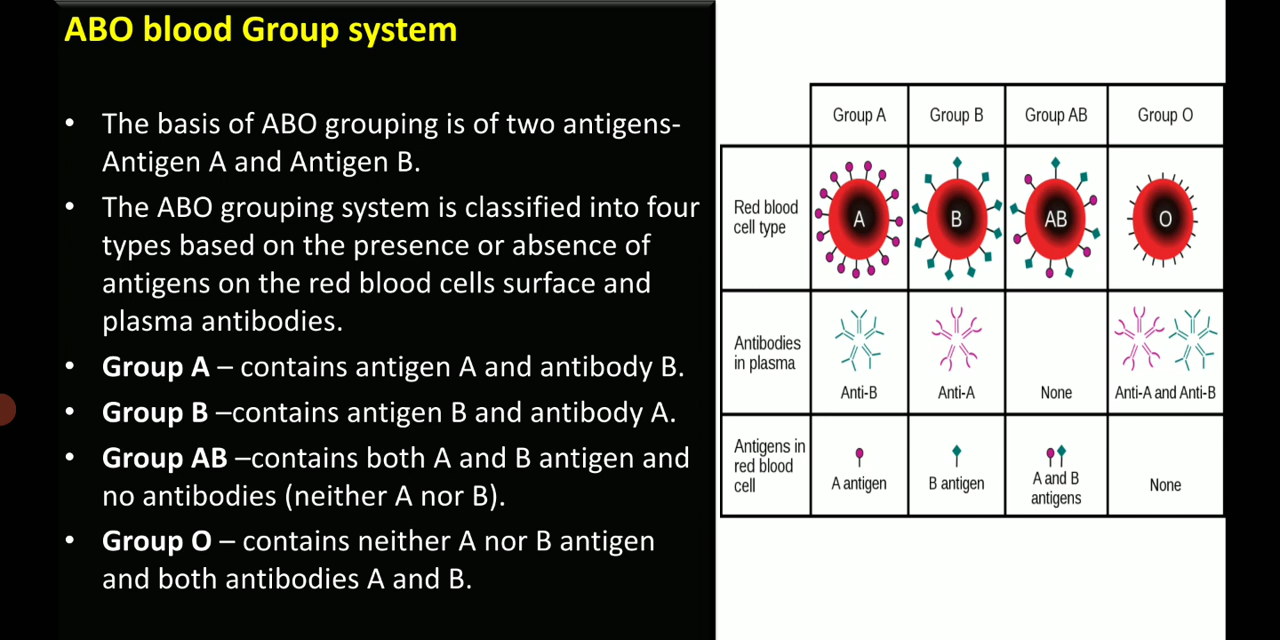 ABO blood Group system
• The basis of ABO grouping is of two antigens-
Antigen A and Antigen B.
• The ABO grouping system is classified into four
types based on the presence or absence of
antigens on the red blood cells surface and
plasma antibodies.
• Group A – contains antigen A and antibody B.
• Group B –contains antigen B and antibody A.
• Group AB –contains both A and B antigen and
no antibodies (neither A nor B).
• Group O – contains neither A nor B antigen
and both antibodies A and B.
Group A Group B Group AB Group O
Red blood
cell type
A B AB O
Antibodies
in plasma
Anti-B Anti-A None Anti-A and Anti-B
Antigens in
red blood
cell
A antigen B antigen A and B
antigens
None